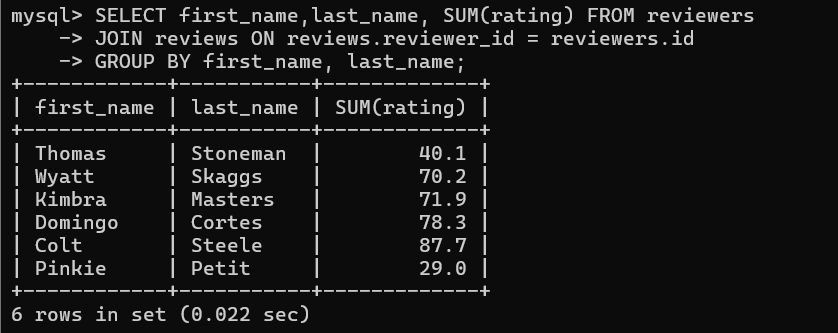 mysql> SELECT first_name,last_name, SUM(rating) FROM reviewers
    -> JOIN reviews ON reviews.reviewer_id = reviewers.id
    -> GROUP BY first_name, last_name;
+------------+-----------+-------------+
| first_name | last_name | SUM(rating) |
+------------+-----------+-------------+
| Thomas     | Stoneman  |        40.1 |
| Wyatt      | Skaggs    |        70.2 |
| Kimbra     | Masters   |        71.9 |
| Domingo    | Cortes    |        78.3 |
| Colt       | Steele    |        87.7 |
| Pinkie     | Petit     |        29.0 |
+------------+-----------+-------------+
6 rows in set (0.022 sec)